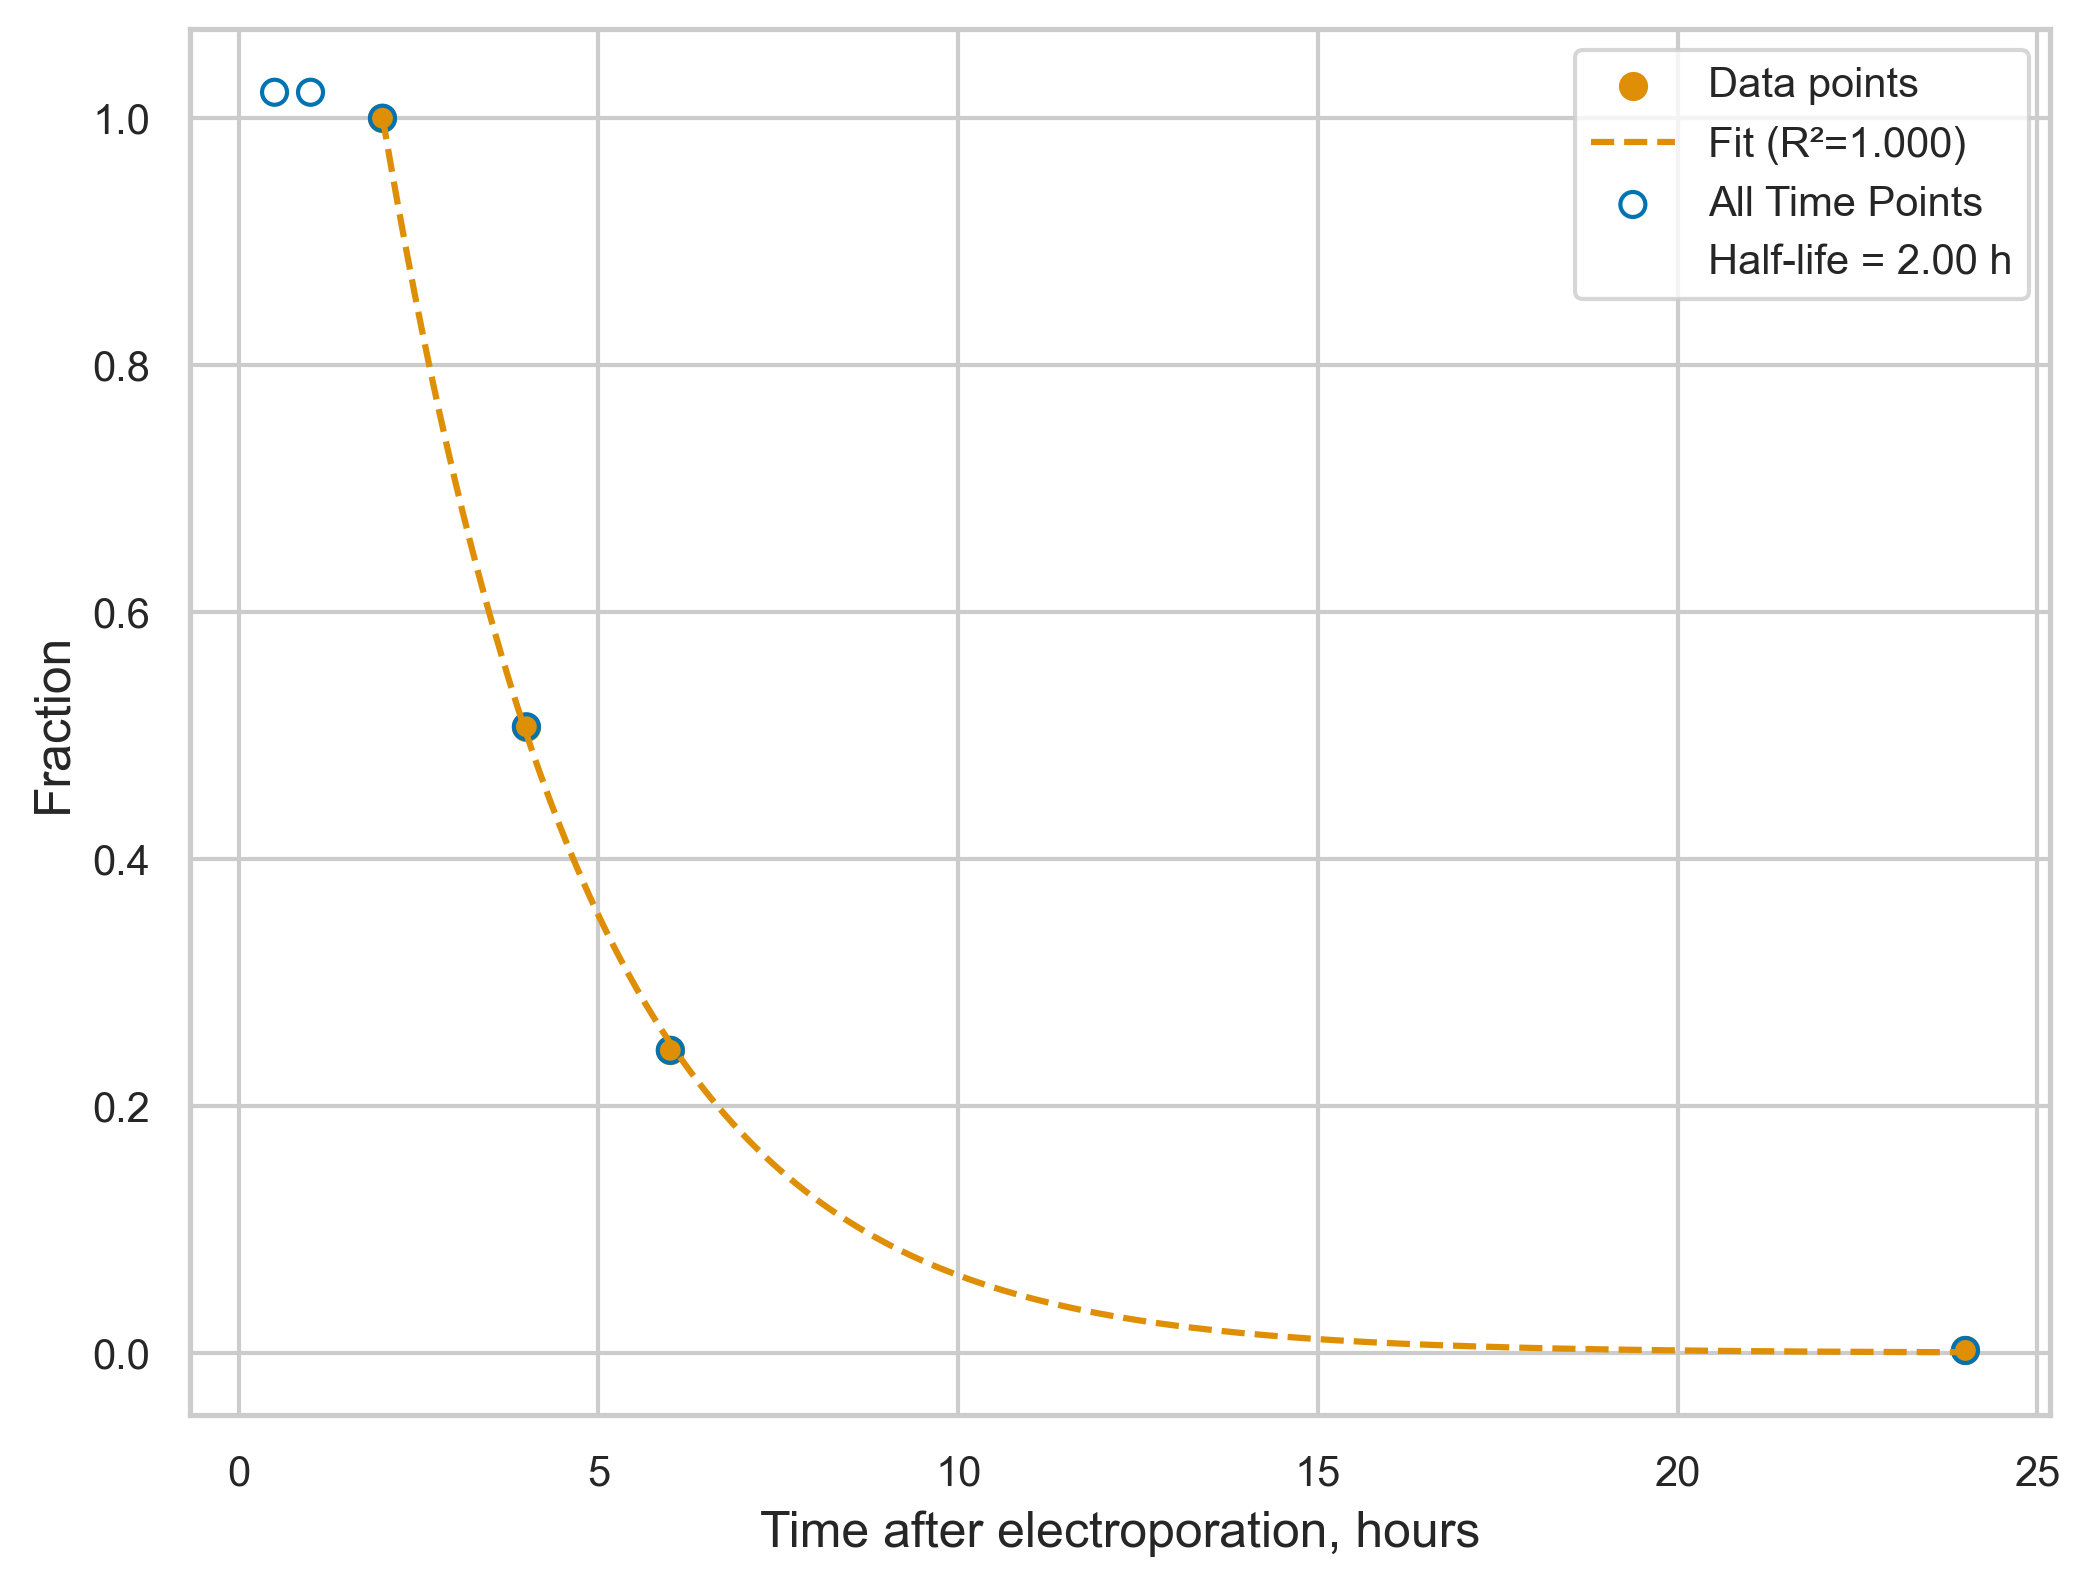 Data points
Fit (R²=1.000)
All Time Points
Half-life = 2.00 h
1.0
0.8
0.6
0.4
0.2
0.0
Fraction
0 5 10 15 20 25
Time after electroporation, hours